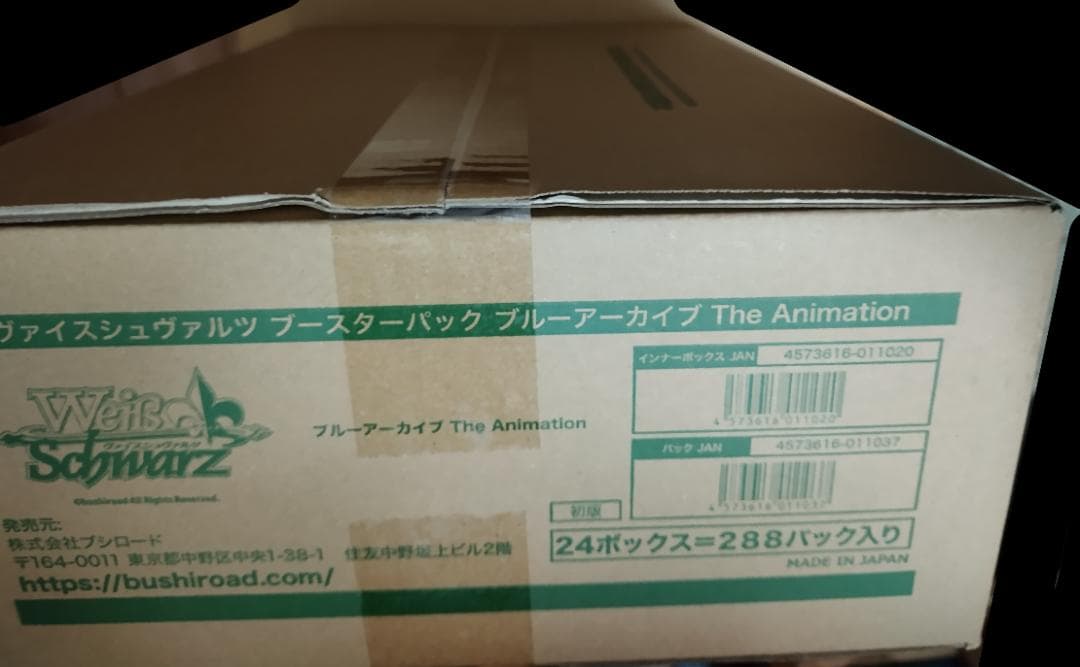 ヴァイスシュヴァルツ ブースターパック ブルーアーカイブ The Animation
インナーボックス JAN 4573616-011020
4 573616 011020
Weiß
ヴァイスシュヴァルツ
Schwarz
©bushiroad All Rights Reserved.
ブルーアーカイブ The Animation
パック JAN 4573616-011037
4 573616 011037
初版
24ボックス=288パック入り
MADE IN JAPAN
発売元:
株式会社ブシロード
〒164-0011 東京都中野区中央1-38-1 住友中野坂上ビル2階
https://bushiroad.com/